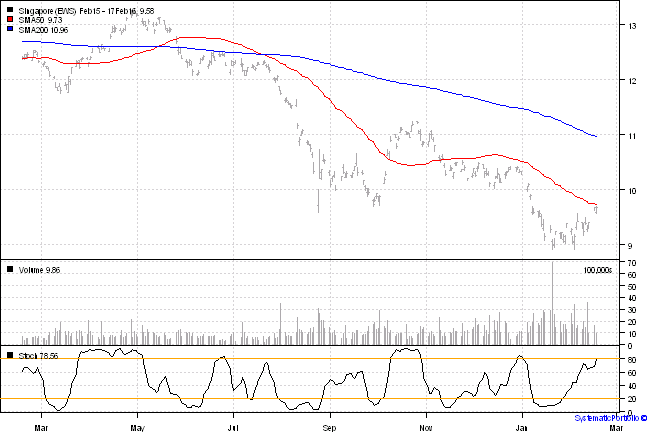 Singapore (EWS) Feb15 - 17Feb16, 9.58
SMA50 9.73
SMA200 10.96
13
12
11
10
9
Volume 9.86
100,000s
70
60
50
40
30
20
10
0
Stoch 78.56
80
60
40
20
0
Mar May Jul Sep Nov Jan Mar
SystematicPortfolio ©